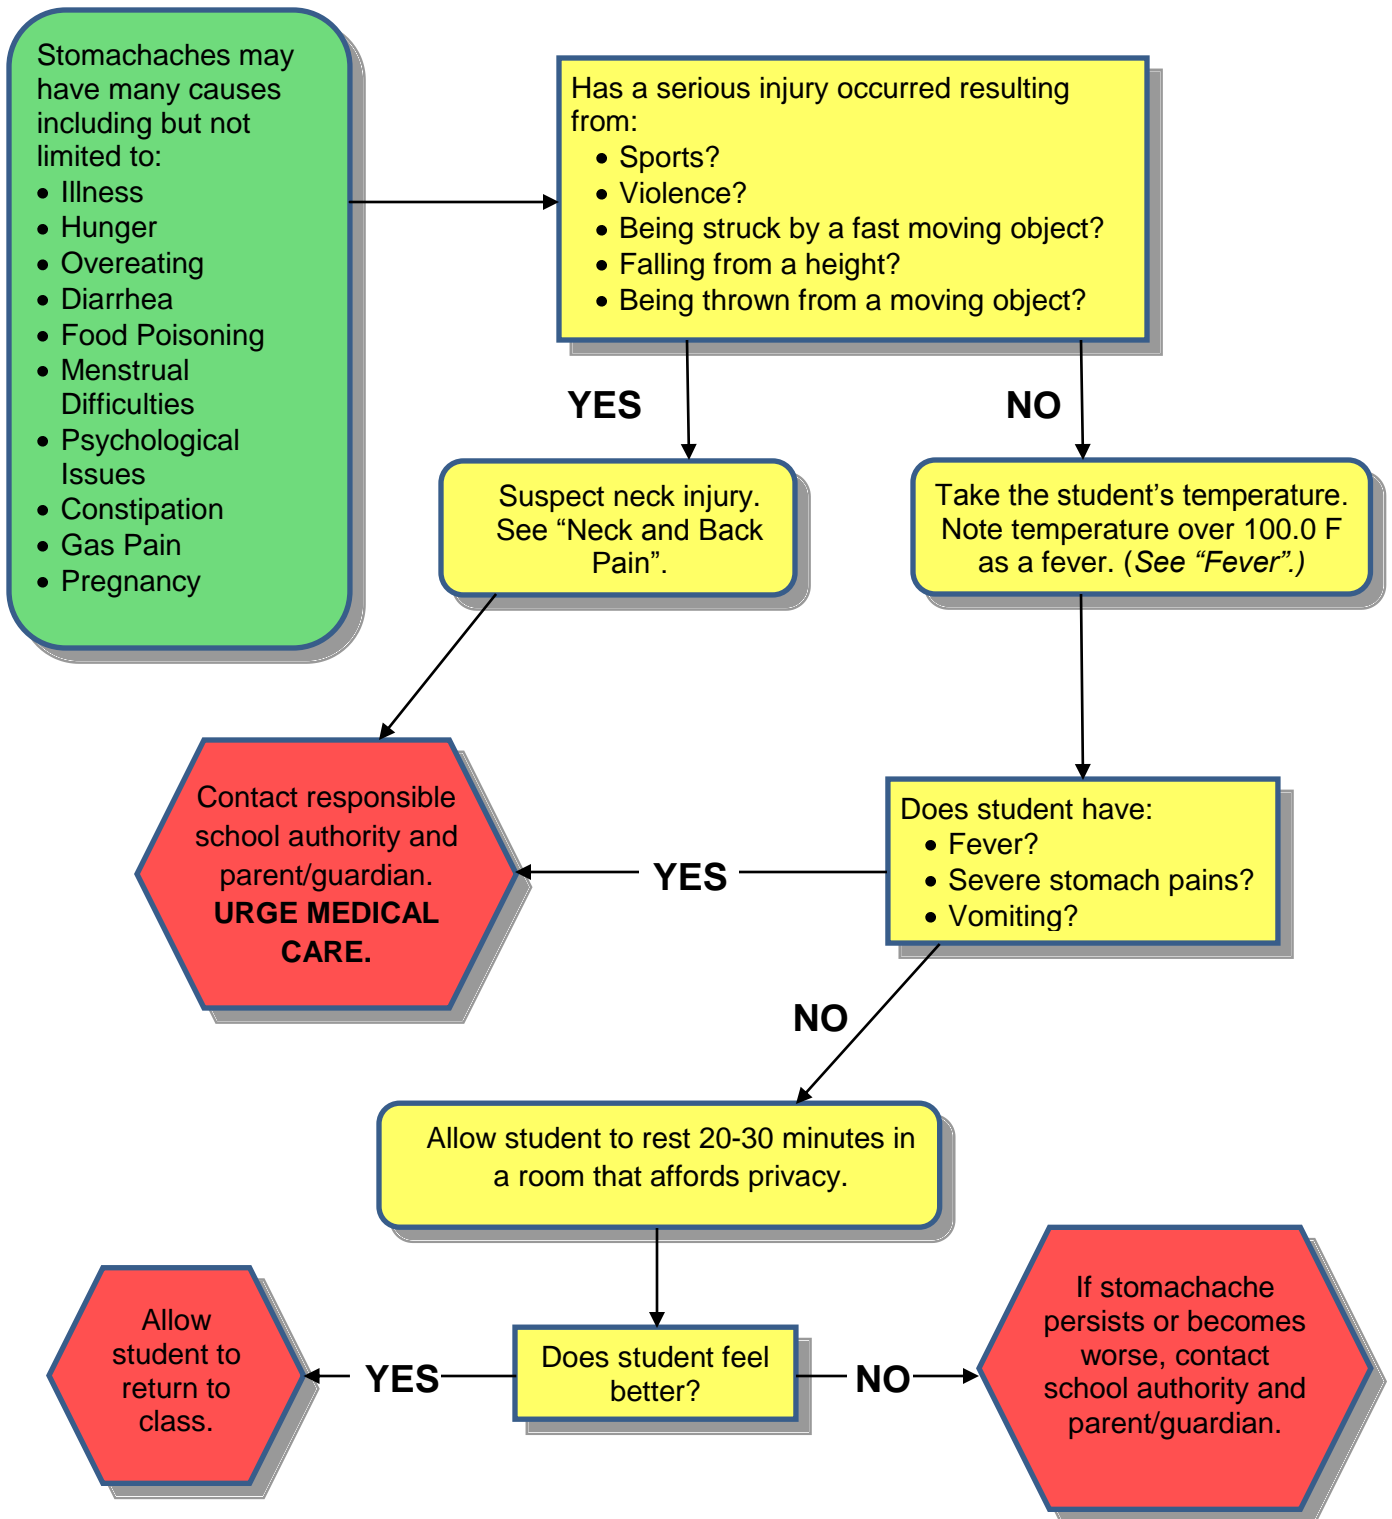 Stomachaches may
have many causes
including but not
limited to:
• Illness
• Hunger
• Overeating
• Diarrhea
• Food Poisoning
• Menstrual
Difficulties
• Psychological
Issues
• Constipation
• Gas Pain
• Pregnancy
Has a serious injury occurred resulting
from:
• Sports?
• Violence?
• Being struck by a fast moving object?
• Falling from a height?
• Being thrown from a moving object?
YES
NO
Suspect neck injury.
See “Neck and Back
Pain”.
Take the student’s temperature.
Note temperature over 100.0 F
as a fever. (See “Fever”.)
Contact responsible
school authority and
parent/guardian.
URGE MEDICAL
CARE.
YES
Does student have:
• Fever?
• Severe stomach pains?
• Vomiting?
NO
Allow student to rest 20-30 minutes in
a room that affords privacy.
Allow
student to
return to
class.
YES
Does student feel
better?
NO
If stomachache
persists or becomes
worse, contact
school authority and
parent/guardian.